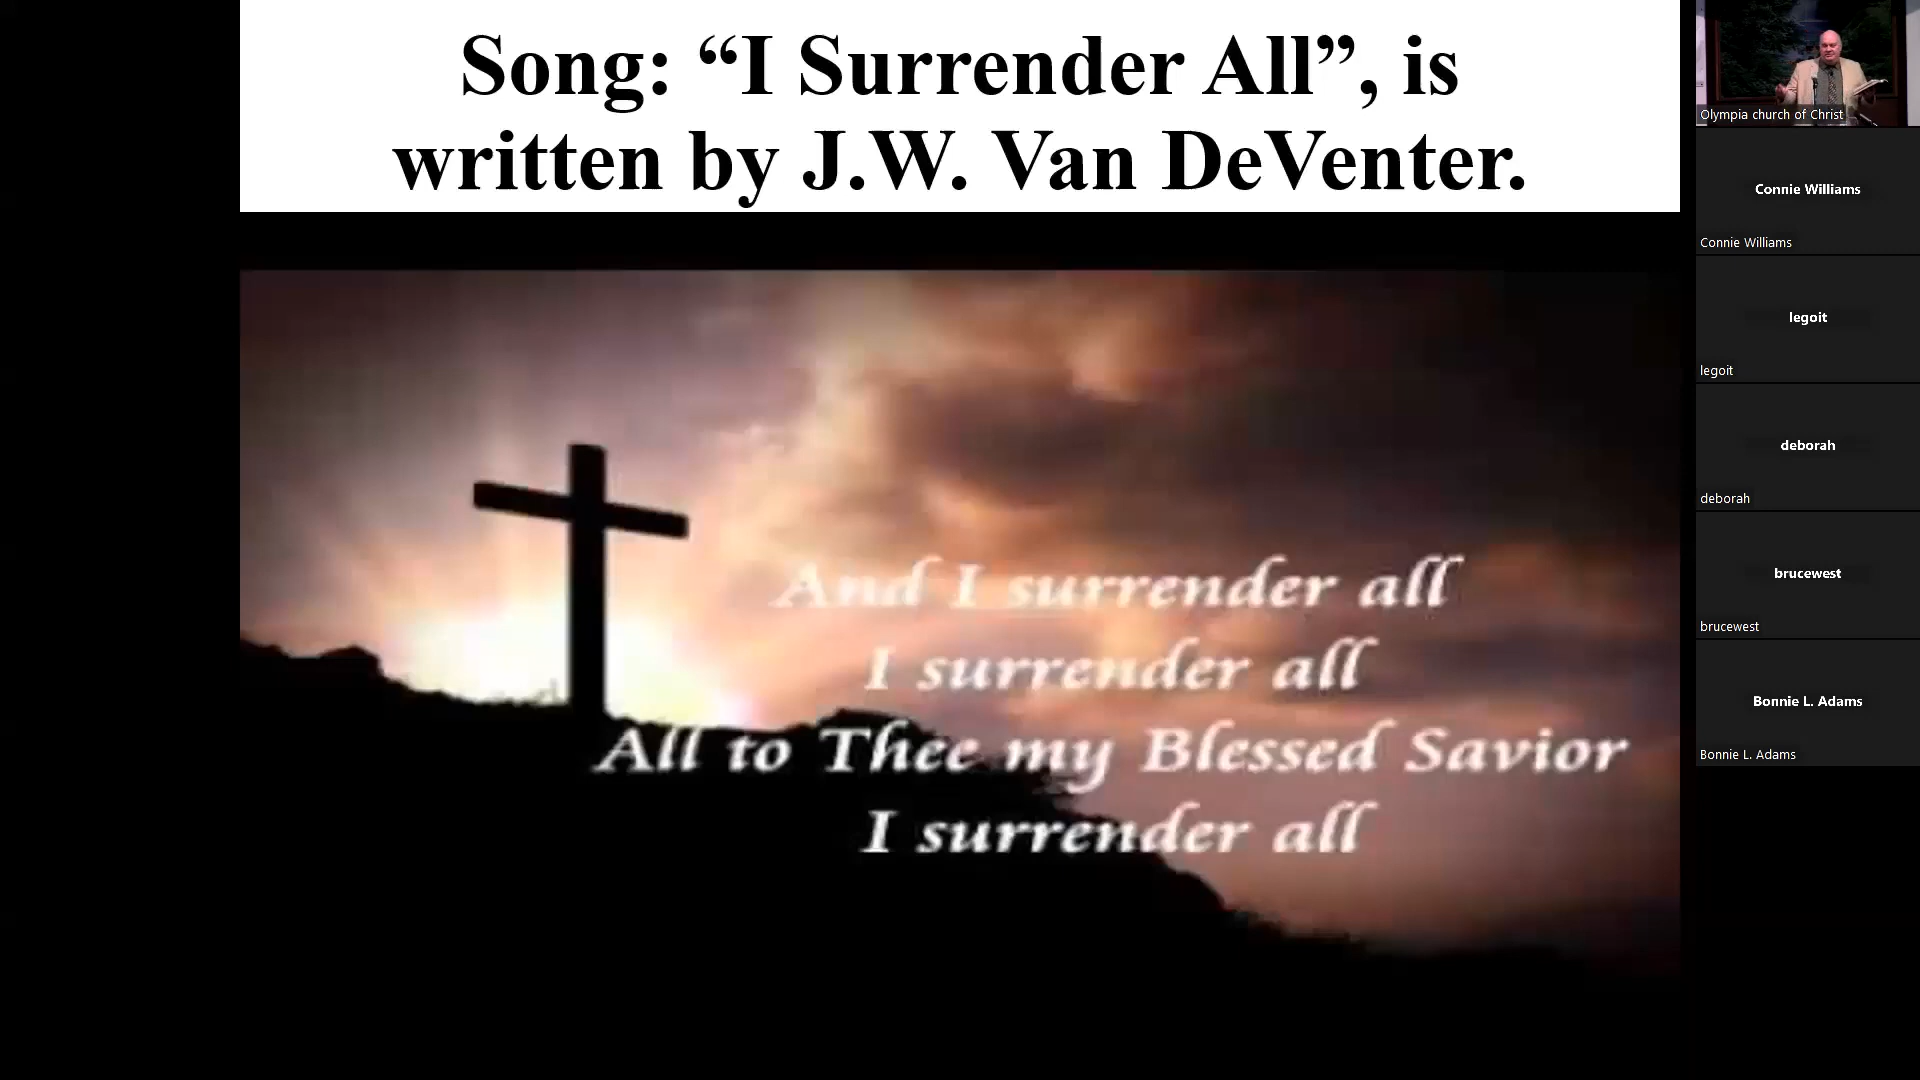 Song: “I Surrender All”, is
written by J.W. Van DeVenter.
And I surrender all
I surrender all
All to Thee my Blessed Savior
I surrender all
Olympia church of Christ
Connie Williams
Connie Williams
legoit
legoit
deborah
deborah
brucewest
brucewest
Bonnie L. Adams
Bonnie L. Adams